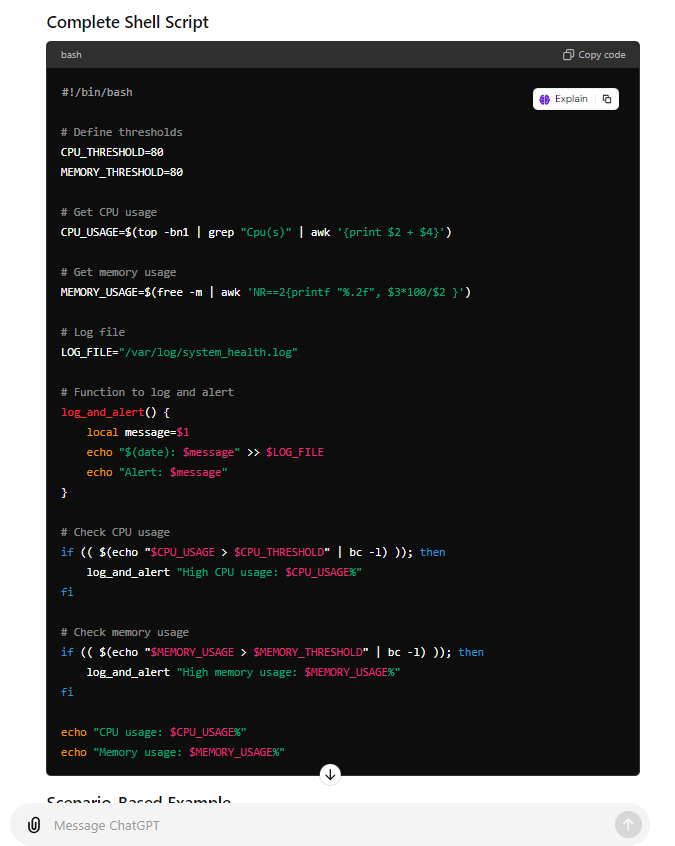 Complete Shell Script
bash
Copy code
#!/bin/bash
Explain
# Define thresholds
CPU_THRESHOLD=80
MEMORY_THRESHOLD=80
# Get CPU usage
CPU_USAGE=$(top -bn1 | grep "Cpu(s)" | awk '{print $2 + $4}')
# Get memory usage
MEMORY_USAGE=$(free -m | awk 'NR==2{printf "%.2f", $3*100/$2 }')
# Log file
LOG_FILE="/var/log/system_health.log"
# Function to log and alert
log_and_alert() {
    local message=$1
    echo "$(date): $message" >> $LOG_FILE
    echo "Alert: $message"
}
# Check CPU usage
if (( $(echo "$CPU_USAGE > $CPU_THRESHOLD" | bc -l) )); then
    log_and_alert "High CPU usage: $CPU_USAGE%"
fi
# Check memory usage
if (( $(echo "$MEMORY_USAGE > $MEMORY_THRESHOLD" | bc -l) )); then
    log_and_alert "High memory usage: $MEMORY_USAGE%"
fi
echo "CPU usage: $CPU_USAGE%"
echo "Memory usage: $MEMORY_USAGE%"
Scenario-Based Example
Message ChatGPT